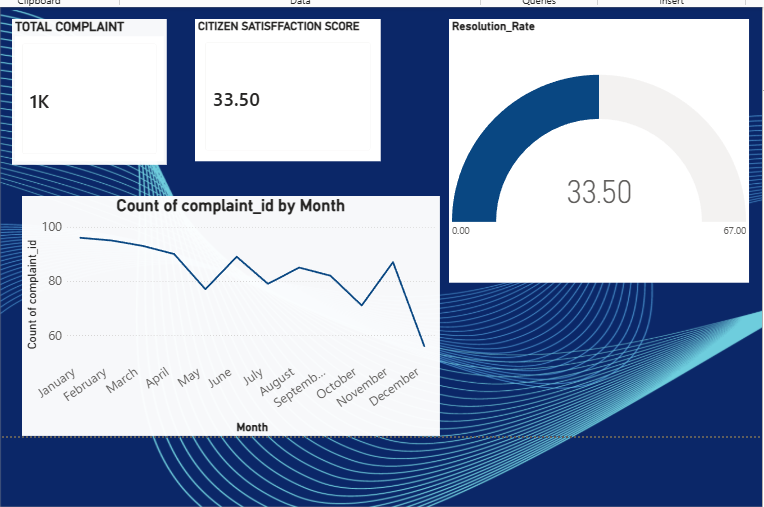 Clipboard
Data
Queries
Insert
TOTAL COMPLAINT
1K
CITIZEN SATISFFACTION SCORE
33.50
Resolution_Rate
33.50
0.00
67.00
Count of complaint_id by Month
Count of complaint_id
100
80
60
January
February
March
April
May
June
July
August
Septemb...
October
November
December
Month